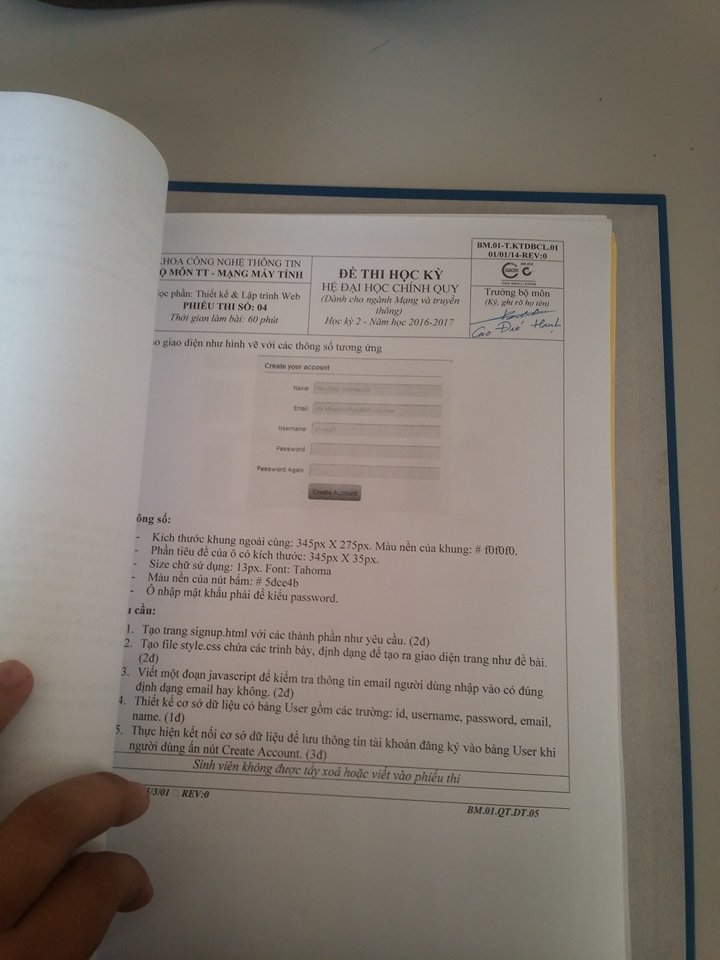 BM.01-T.KTDBCL.01
01/01/14-REV:0
KHOA CÔNG NGHỆ THÔNG TIN
BỘ MÔN TT - MẠNG MÁY TÍNH
ọc phần: Thiết kế & Lập trình Web
PHIẾU THI SỐ: 04
Thời gian làm bài: 60 phút
ĐỀ THI HỌC KỲ
HỆ ĐẠI HỌC CHÍNH QUY
(Dành cho ngành Mạng và truyền
thông)
Học kỳ 2 - Năm học 2016-2017
Trưởng bộ môn
(Ký, ghi rõ họ tên)
ạo giao diện như hình vẽ với các thông số tương ứng
Create your account
Name
Email
Username
Password
Password Again
Create Account
ông số:
- Kích thước khung ngoài cùng: 345px X 275px. Màu nền của khung: # f0f0f0.
- Phần tiêu đề của ô có kích thước: 345px X 35px.
- Size chữ sử dụng: 13px. Font: Tahoma
- Màu nền của nút bấm: # 5dce4b
- Ô nhập mật khẩu phải để kiểu password.
u cầu:
1. Tạo trang signup.html với các thành phần như yêu cầu. (2đ)
2. Tạo file style.css chứa các trình bày, định dạng để tạo ra giao diện trang như đề bài.
(2đ)
3. Viết một đoạn javascript để kiểm tra thông tin email người dùng nhập vào có đúng
định dạng email hay không. (2đ)
4. Thiết kế cơ sở dữ liệu có bảng User gồm các trường: id, username, password, email,
name. (1đ)
5. Thực hiện kết nối cơ sở dữ liệu để lưu thông tin tài khoản đăng ký vào bảng User khi
người dùng ấn nút Create Account. (3đ)
Sinh viên không được tẩy xoá hoặc viết vào phiếu thi
5/3/01 REV:0
BM.01.QT.DT.05